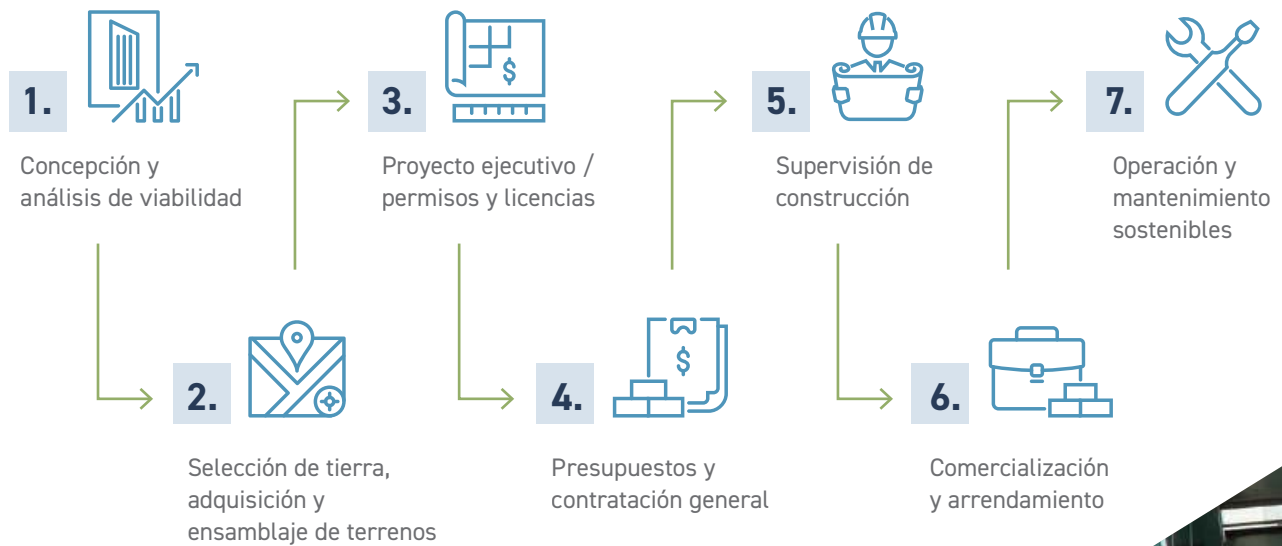 1.
Concepción y
análisis de viabilidad
2.
Selección de tierra,
adquisición y
ensamblaje de terrenos
3.
$
Proyecto ejecutivo /
permisos y licencias
4.
$
Presupuestos y
contratación general
5.
Supervisión de
construcción
6.
Comercialización
y arrendamiento
7.
Operación y
mantenimiento
sostenibles